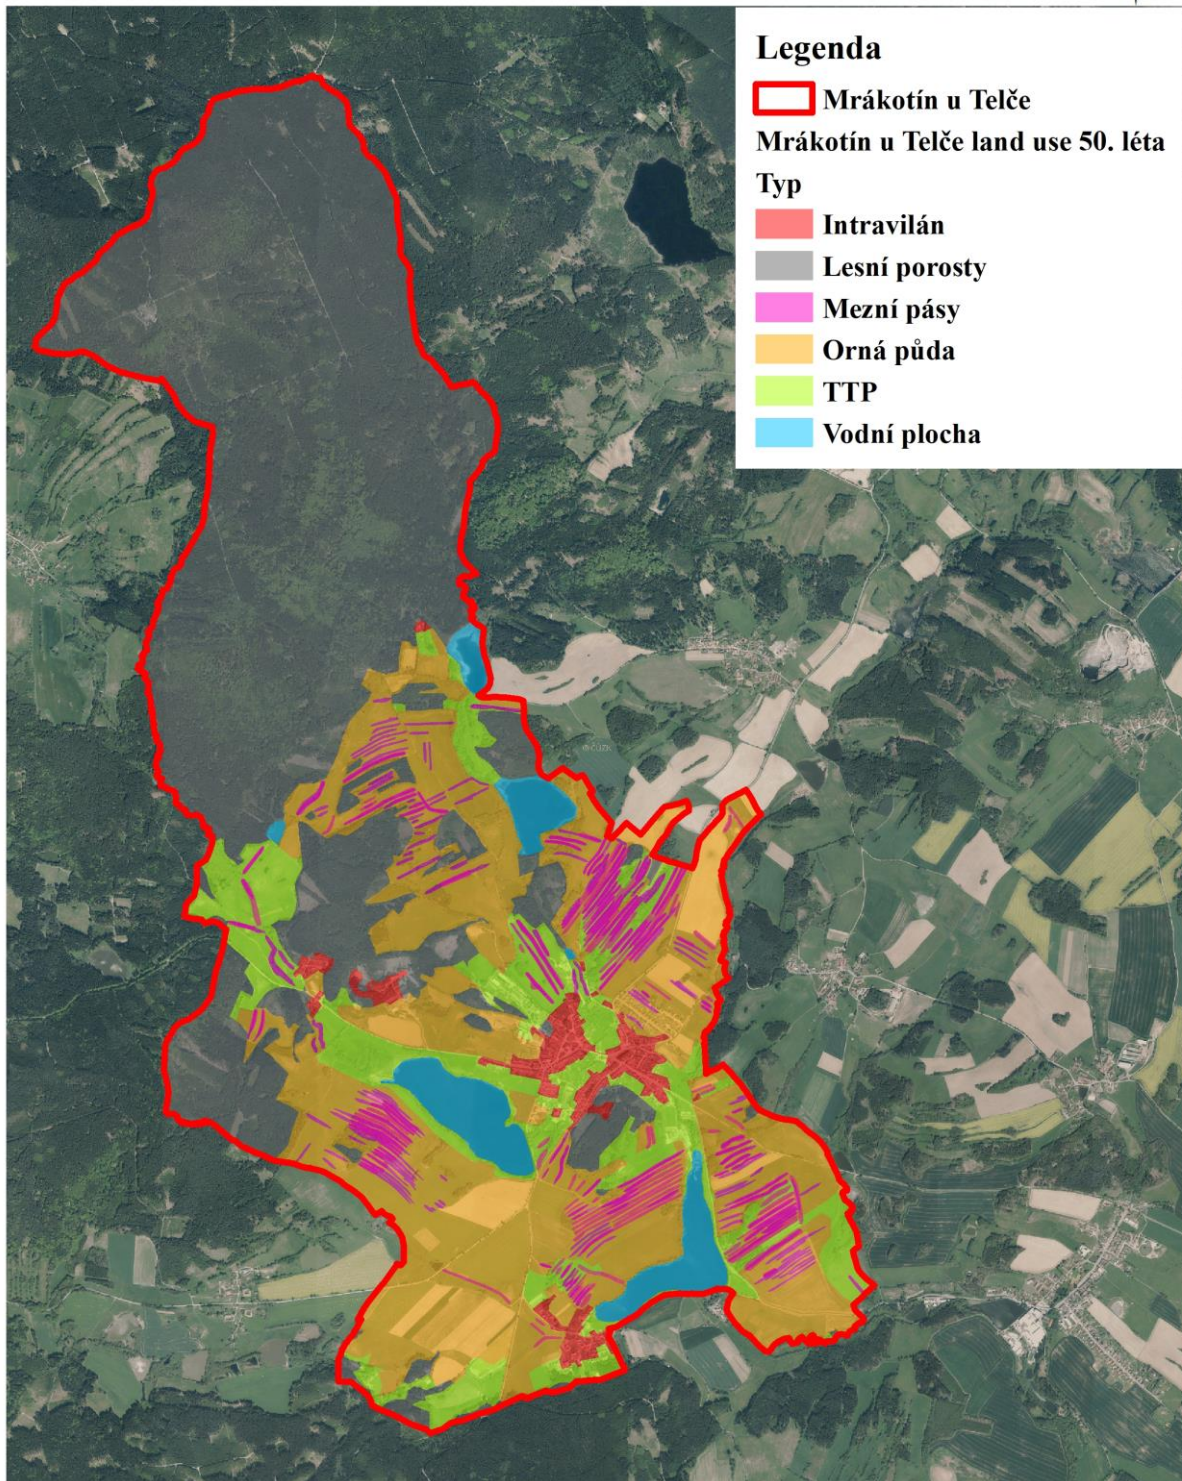 Legenda
Mrákotín u Telče
Mrákotín u Telče land use 50. léta
Typ
Intravilán
Lesní porosty
Mezní pásy
Orná půda
TTP
Vodní plocha
© ČÚZK